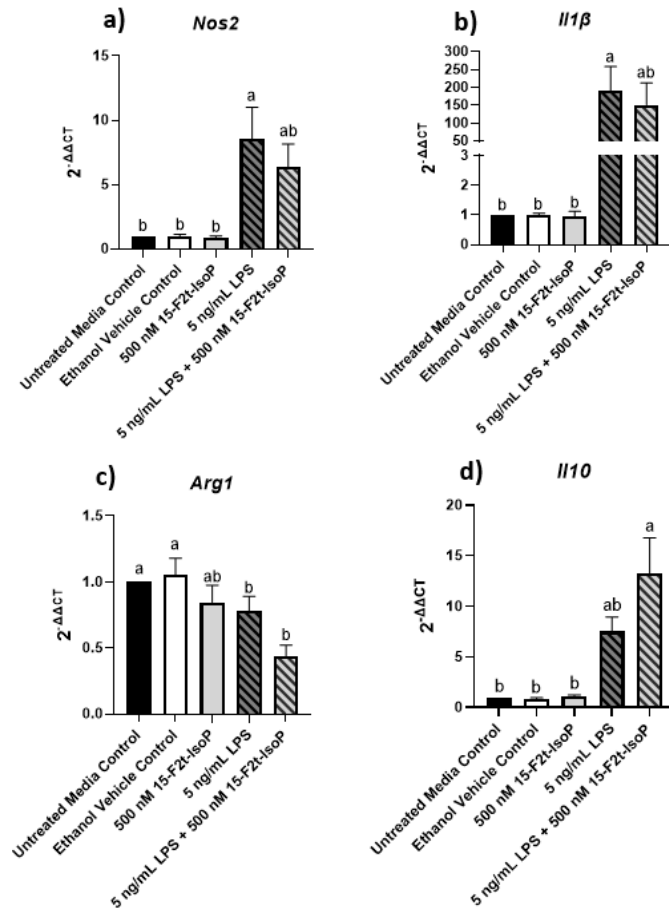 a) Nos2
15
10
5
0
2^-ΔΔCT
b b b a ab
Untreated Media Control
Ethanol Vehicle Control
500 nM 15-F2t-IsoP
5 ng/mL LPS
5 ng/mL LPS + 500 nM 15-F2t-IsoP
b) Il1β
300
250
200
150
100
50
3
2
1
0
2^-ΔΔCT
b b b a ab
Untreated Media Control
Ethanol Vehicle Control
500 nM 15-F2t-IsoP
5 ng/mL LPS
5 ng/mL LPS + 500 nM 15-F2t-IsoP
c) Arg1
1.5
1.0
0.5
0.0
2^-ΔΔCT
a a ab b b
Untreated Media Control
Ethanol Vehicle Control
500 nM 15-F2t-IsoP
5 ng/mL LPS
5 ng/mL LPS + 500 nM 15-F2t-IsoP
d) Il10
20
15
10
5
0
2^-ΔΔCT
b b b ab a
Untreated Media Control
Ethanol Vehicle Control
500 nM 15-F2t-IsoP
5 ng/mL LPS
5 ng/mL LPS + 500 nM 15-F2t-IsoP